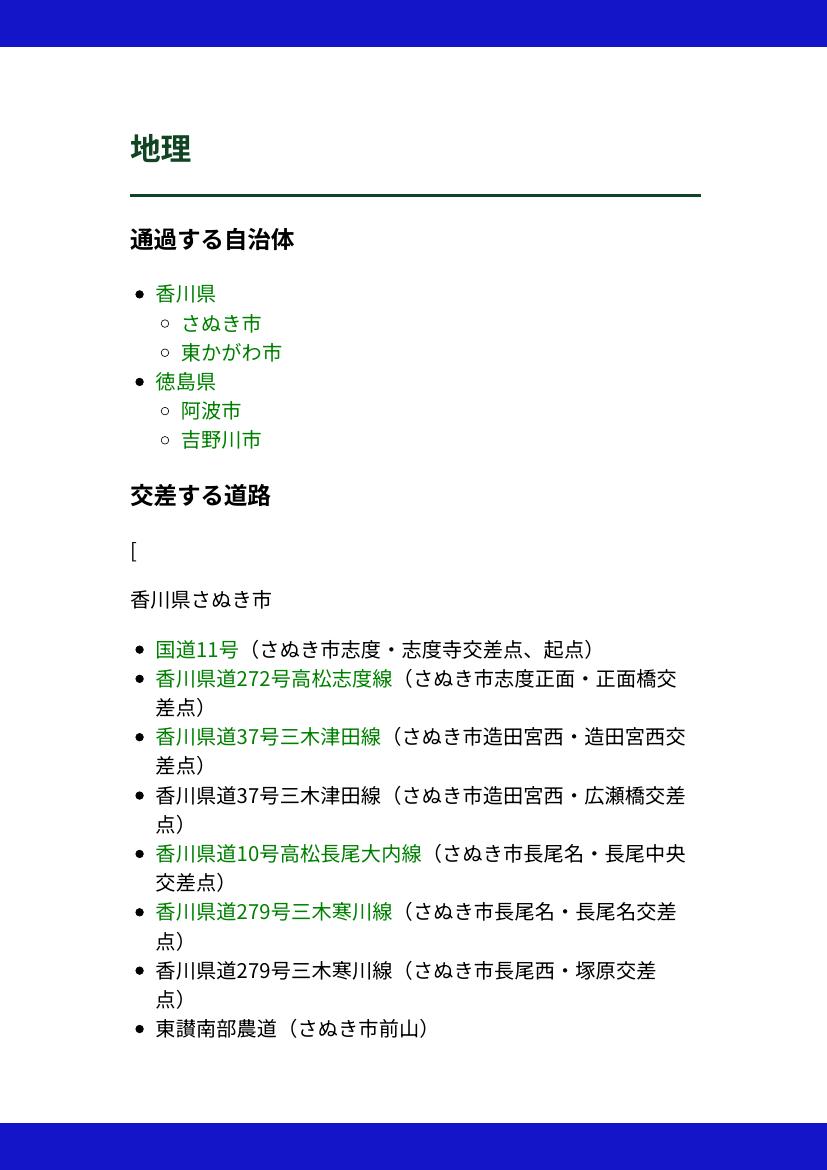 地理
通過する自治体
香川県
さぬき市
東かがわ市
徳島県
阿波市
吉野川市
交差する道路
[
香川県さぬき市
国道11号（さぬき市志度・志度寺交差点、起点）
香川県道272号高松志度線（さぬき市志度正面・正面橋交
差点）
香川県道37号三木津田線（さぬき市造田宮西・造田宮西交
差点）
香川県道37号三木津田線（さぬき市造田宮西・広瀬橋交差
点）
香川県道10号高松長尾大内線（さぬき市長尾名・長尾中央
交差点）
香川県道279号三木寒川線（さぬき市長尾名・長尾名交差
点）
香川県道279号三木寒川線（さぬき市長尾西・塚原交差
点）
東讃南部農道（さぬき市前山）